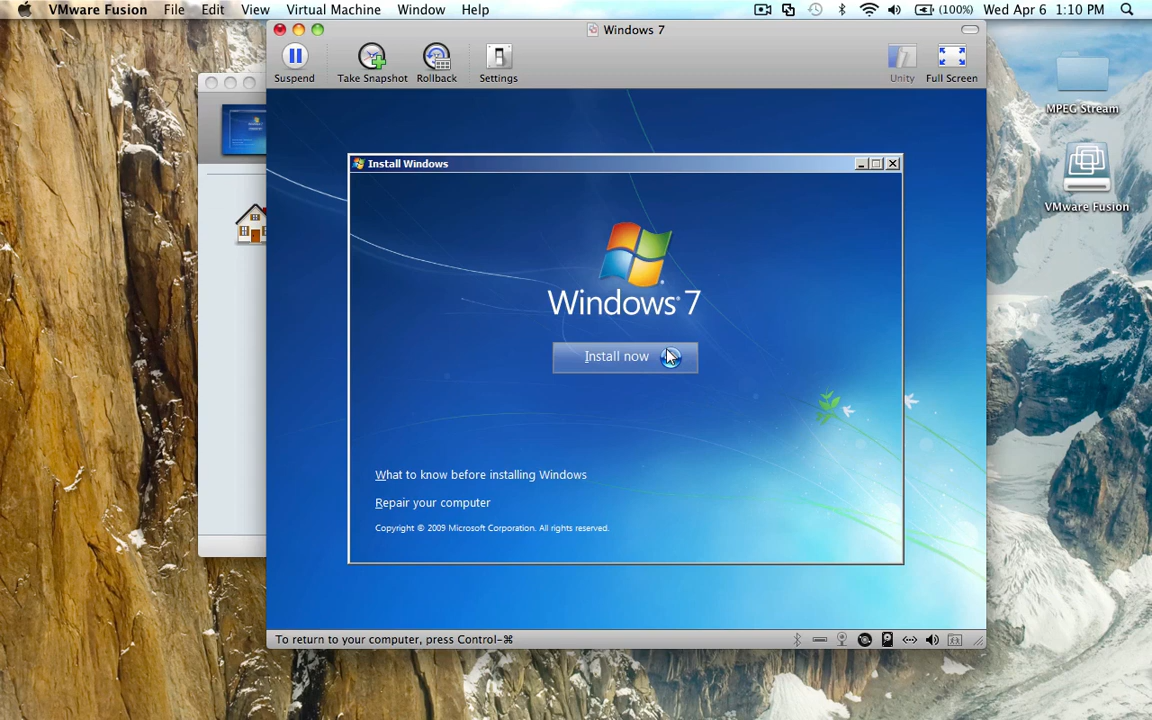 VMware Fusion File Edit View Virtual Machine Window Help (100%) Wed Apr 6 1:10 PM
Windows 7
Suspend Take Snapshot Rollback Settings Unity Full Screen
MPEG Stream
VMware Fusion
Install Windows
Windows® 7
Install now
What to know before installing Windows
Repair your computer
Copyright © 2009 Microsoft Corporation. All rights reserved.
To return to your computer, press Control-⌘